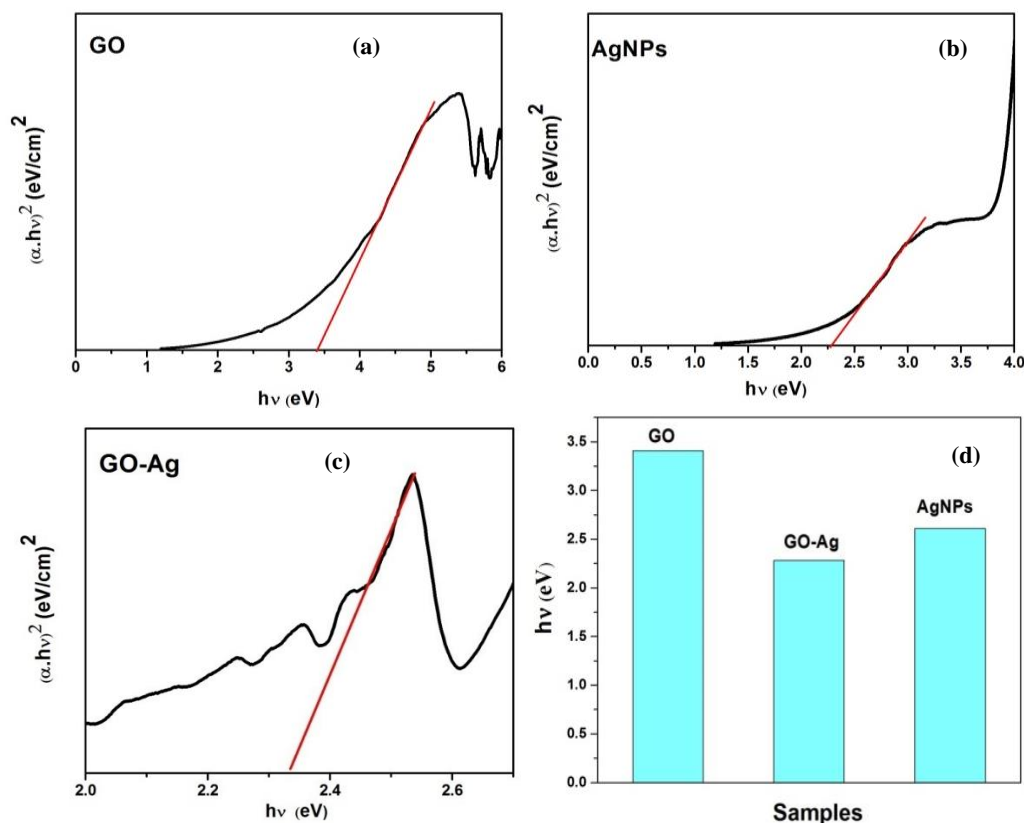 GO
(a)
(α.hν)² (eV/cm)²
0 1 2 3 4 5 6
hν (eV)
AgNPs
(b)
(α.hν)² (eV/cm)²
0.0 0.5 1.0 1.5 2.0 2.5 3.0 3.5 4.0
hν (eV)
GO-Ag
(c)
(α.hν)² (eV/cm)²
2.0 2.2 2.4 2.6
hν (eV)
(d)
hν (eV)
3.5
3.0
2.5
2.0
1.5
1.0
0.5
0.0
GO
GO-Ag
AgNPs
Samples